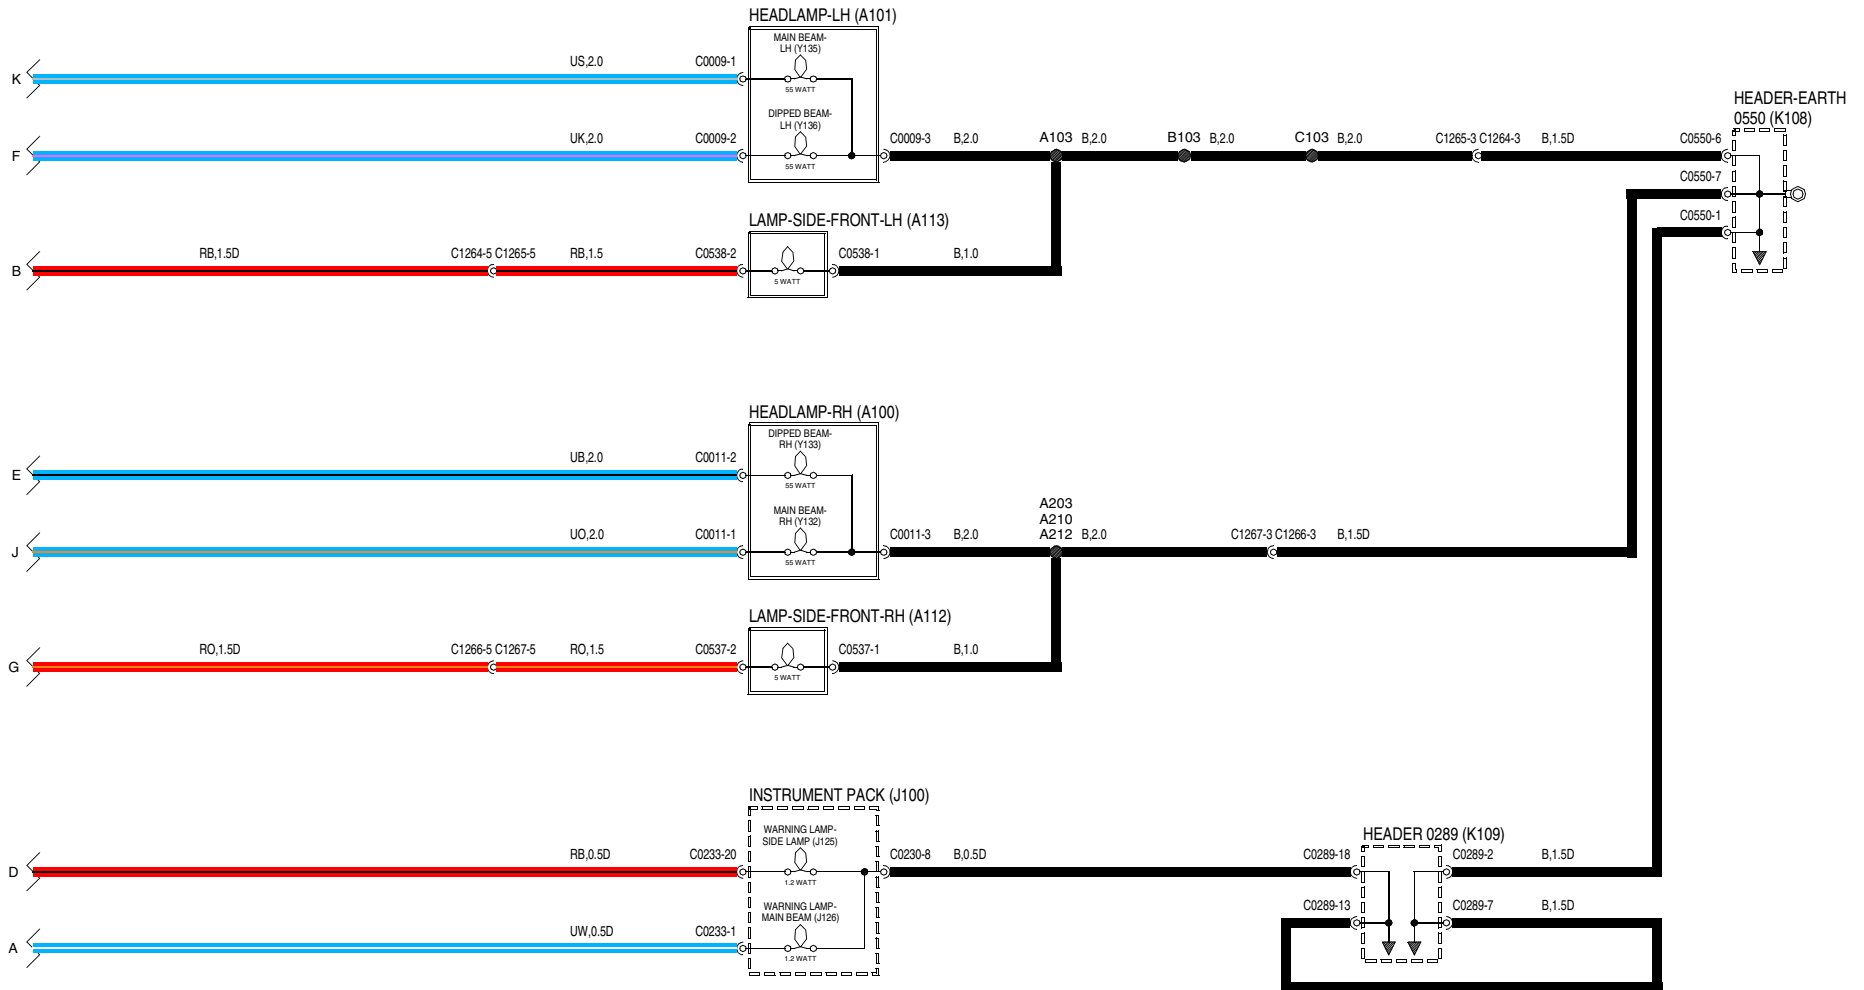 HEADLAMP-LH (A101)
MAIN BEAM-
LH (Y135)
K
US,2.0
C0009-1
55 WATT
HEADER-EARTH
0550 (K108)
DIPPED BEAM-
LH (Y136)
F
UK,2.0
C0009-2
55 WATT
C0009-3
B,2.0
A103
B,2.0
B103
B,2.0
C103
B,2.0
C1265-3 C1264-3
B,1.5D
C0550-6
C0550-7
C0550-1
LAMP-SIDE-FRONT-LH (A113)
B
RB,1.5D
C1264-5 C1265-5
RB,1.5
C0538-2
5 WATT
C0538-1
B,1.0
HEADLAMP-RH (A100)
DIPPED BEAM-
RH (Y133)
E
UB,2.0
C0011-2
55 WATT
MAIN BEAM-
RH (Y132)
J
UO,2.0
C0011-1
55 WATT
C0011-3
B,2.0
A203
A210
A212
B,2.0
C1267-3 C1266-3
B,1.5D
LAMP-SIDE-FRONT-RH (A112)
G
RO,1.5D
C1266-5 C1267-5
RO,1.5
C0537-2
5 WATT
C0537-1
B,1.0
INSTRUMENT PACK (J100)
WARNING LAMP-
SIDE LAMP (J125)
D
RB,0.5D
C0233-20
1.2 WATT
C0230-8
B,0.5D
HEADER 0289 (K109)
C0289-18
C0289-2
B,1.5D
C0289-13
C0289-7
B,1.5D
WARNING LAMP-
MAIN BEAM (J126)
A
UW,0.5D
C0233-1
1.2 WATT